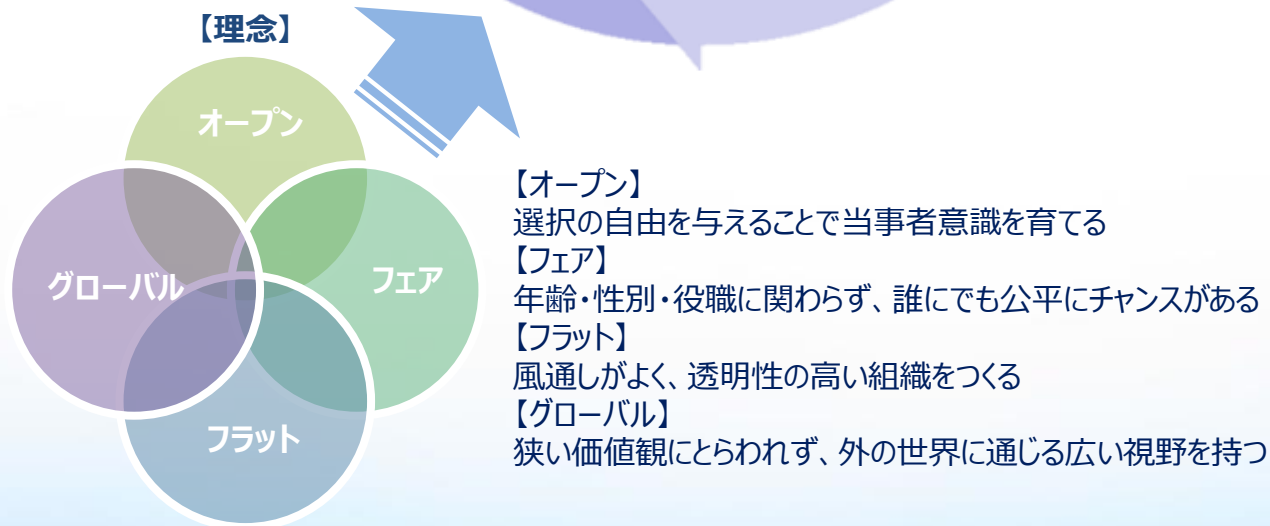 【理念】
オープン
グローバル
フェア
フラット
【オープン】
選択の自由を与えることで当事者意識を育てる
【フェア】
年齢・性別・役職に関わらず、誰にでも公平にチャンスがある
【フラット】
風通しがよく、透明性の高い組織をつくる
【グローバル】
狭い価値観にとらわれず、外の世界に通じる広い視野を持つ